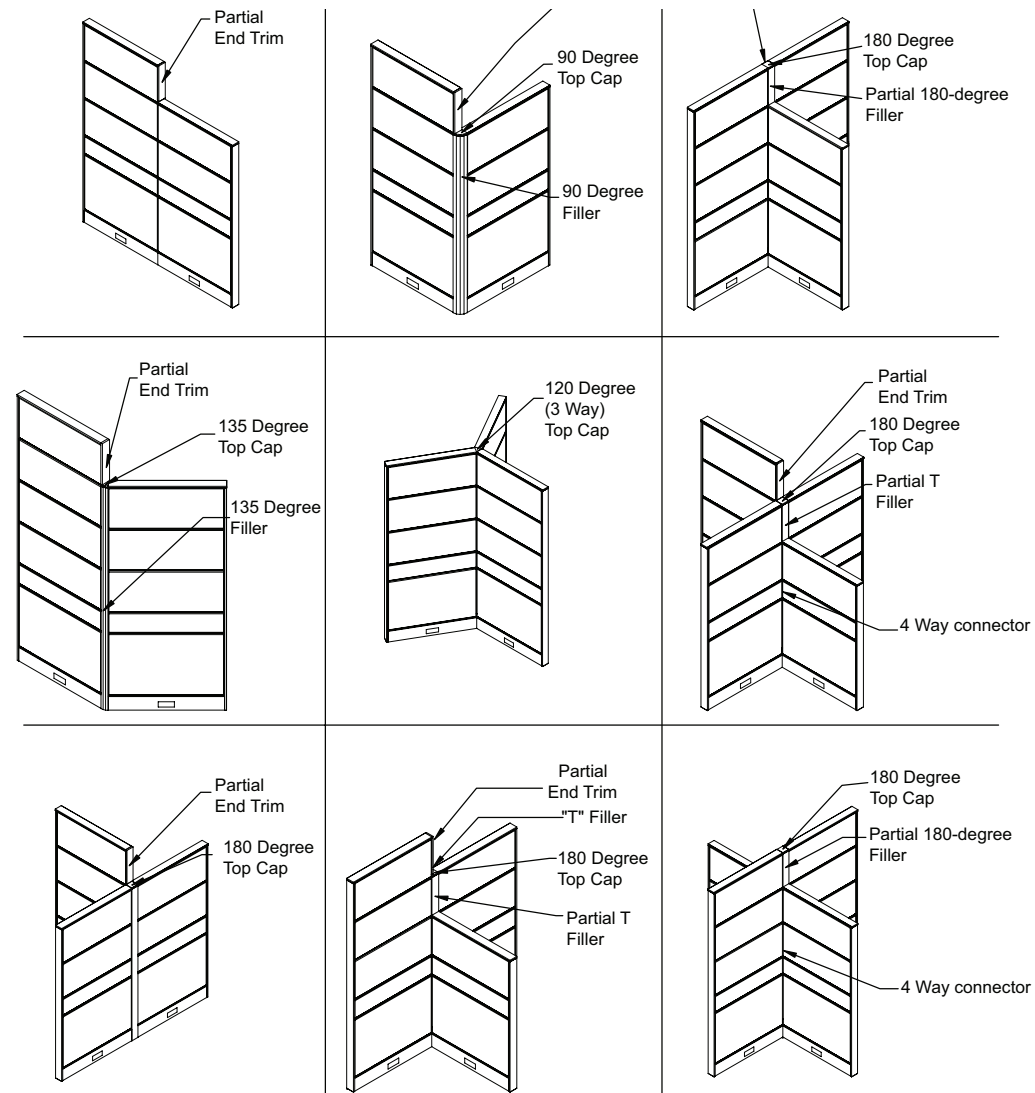 Partial
End Trim
90 Degree
Top Cap
90 Degree
Filler
180 Degree
Top Cap
Partial 180-degree
Filler
Partial
End Trim
135 Degree
Top Cap
135 Degree
Filler
120 Degree
(3 Way)
Top Cap
Partial
End Trim
180 Degree
Top Cap
Partial T
Filler
4 Way connector
Partial
End Trim
180 Degree
Top Cap
Partial
End Trim
"T" Filler
180 Degree
Top Cap
Partial T
Filler
180 Degree
Top Cap
Partial 180-degree
Filler
4 Way connector